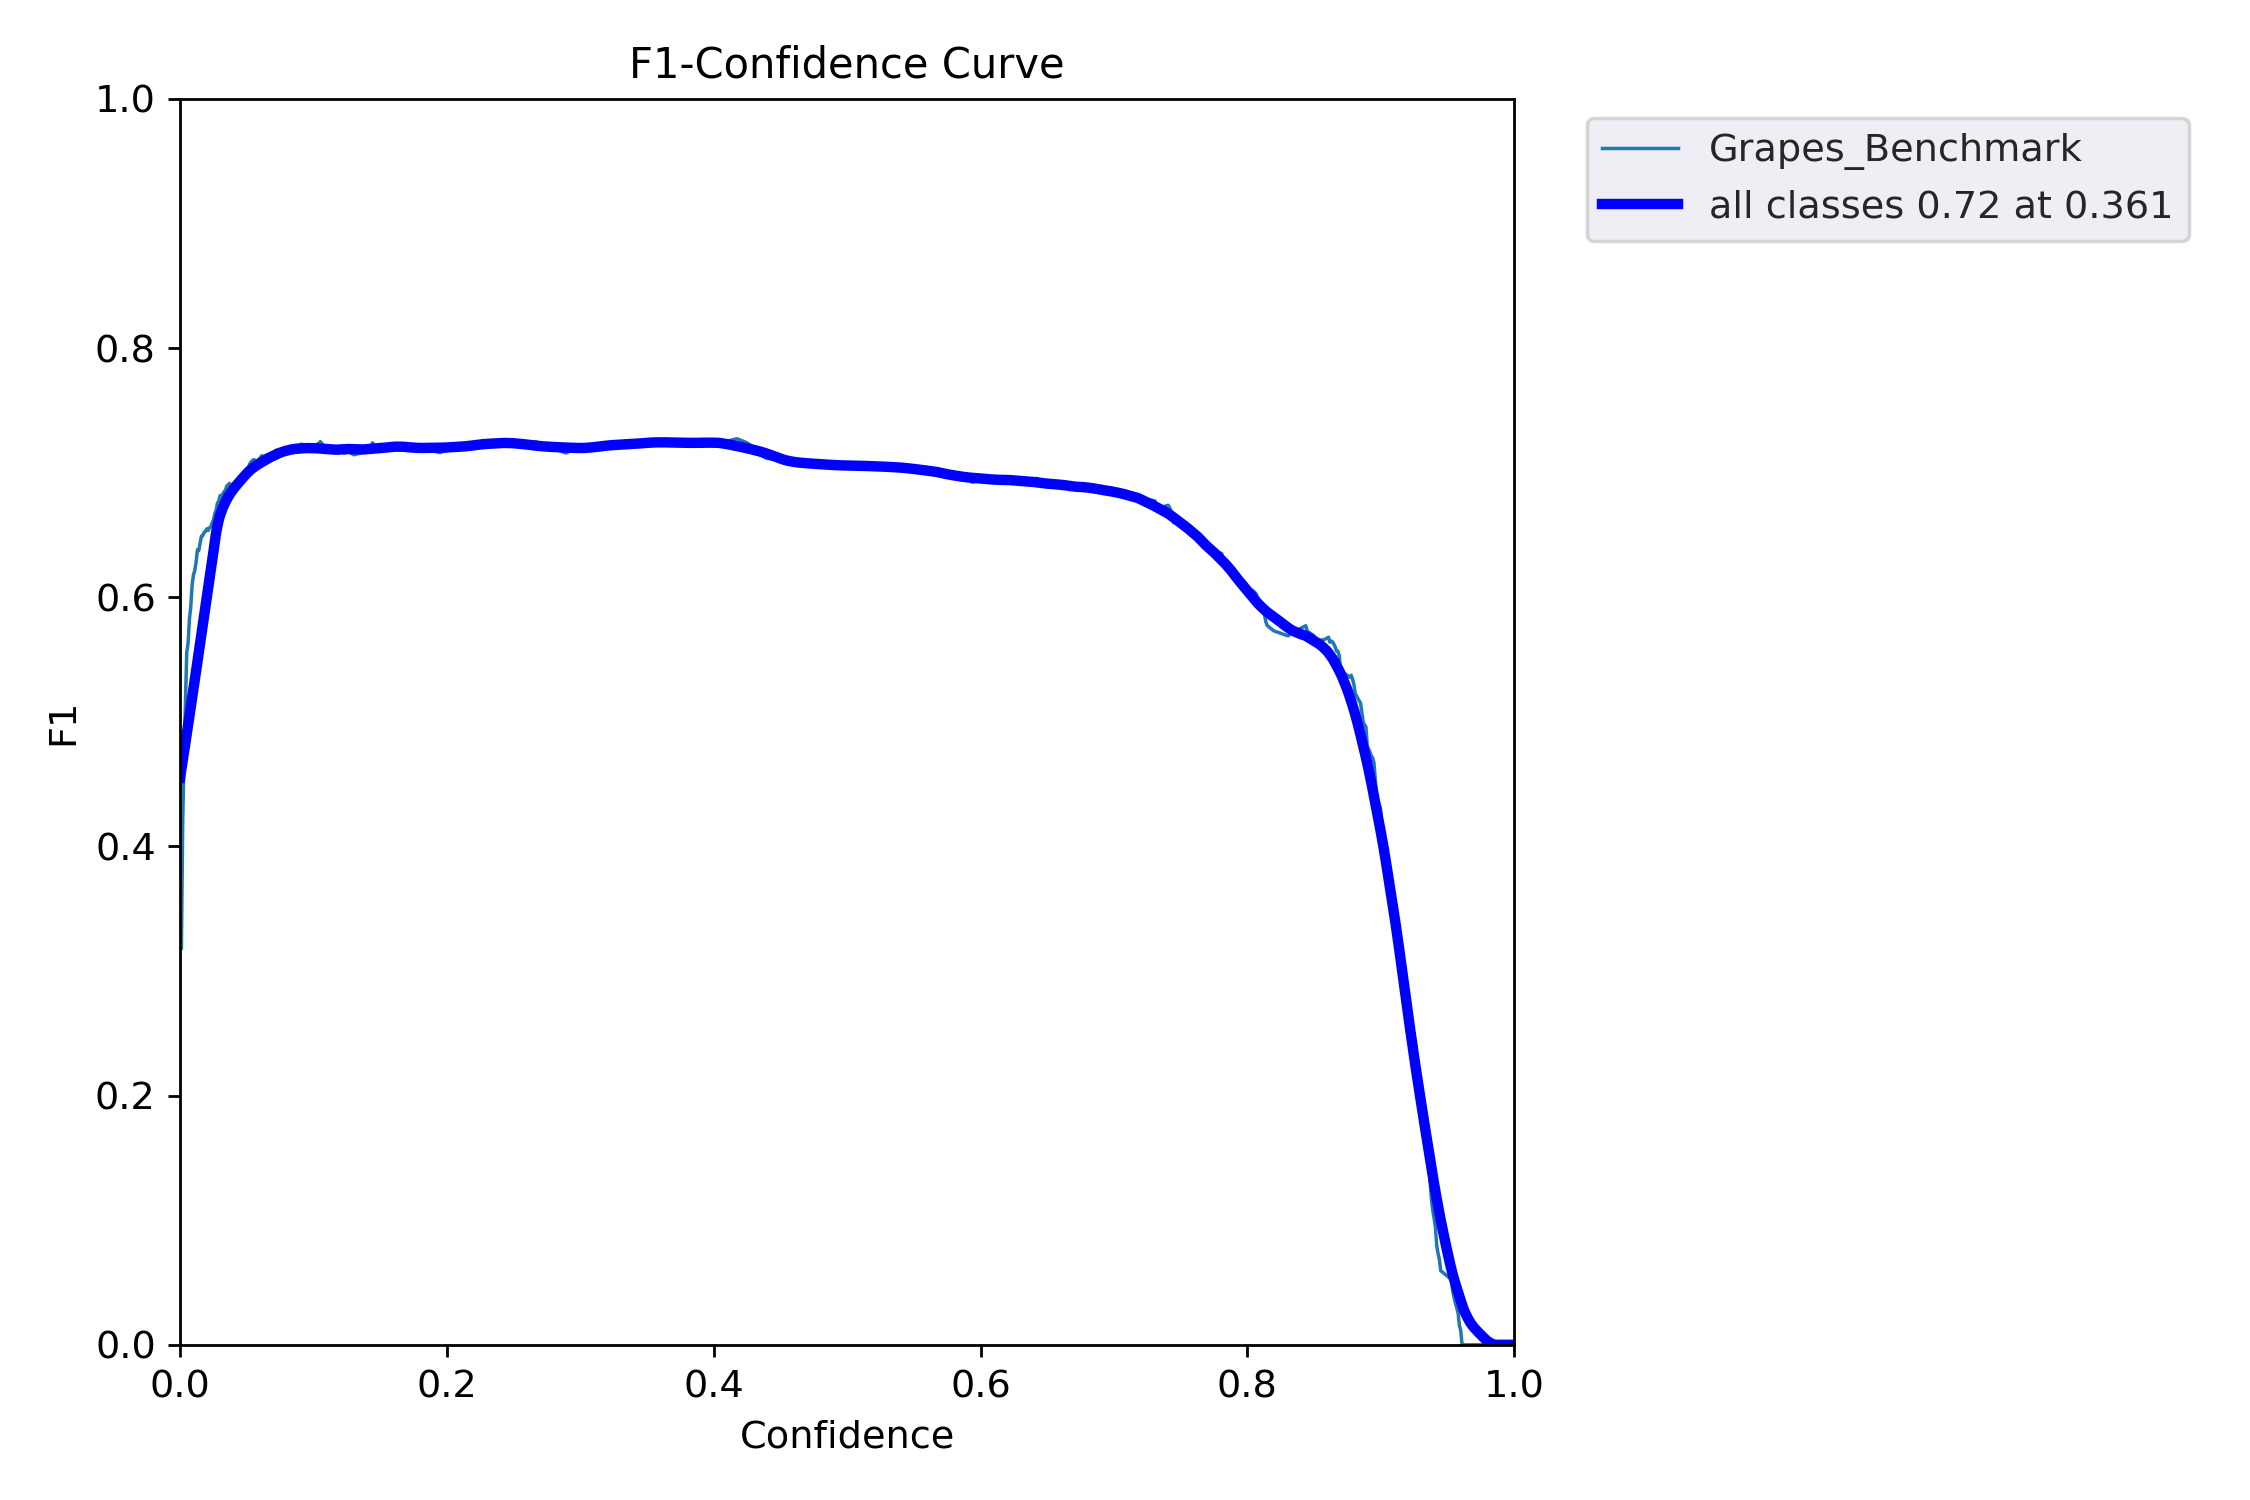 F1-Confidence Curve
1.0
0.8
0.6
0.4
0.2
0.0
F1
0.0 0.2 0.4 0.6 0.8 1.0
Confidence
Grapes_Benchmark
all classes 0.72 at 0.361